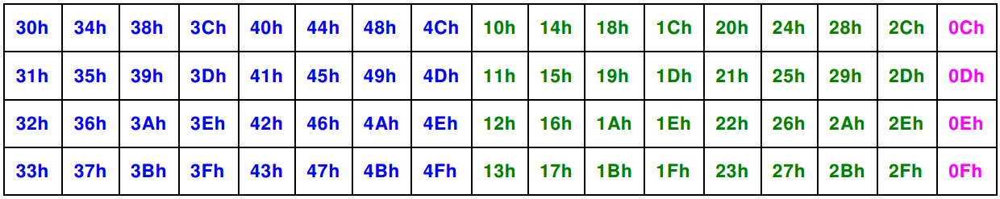 30h 34h 38h 3Ch 40h 44h 48h 4Ch 10h 14h 18h 1Ch 20h 24h 28h 2Ch 0Ch
31h 35h 39h 3Dh 41h 45h 49h 4Dh 11h 15h 19h 1Dh 21h 25h 29h 2Dh 0Dh
32h 36h 3Ah 3Eh 42h 46h 4Ah 4Eh 12h 16h 1Ah 1Eh 22h 26h 2Ah 2Eh 0Eh
33h 37h 3Bh 3Fh 43h 47h 4Bh 4Fh 13h 17h 1Bh 1Fh 23h 27h 2Bh 2Fh 0Fh